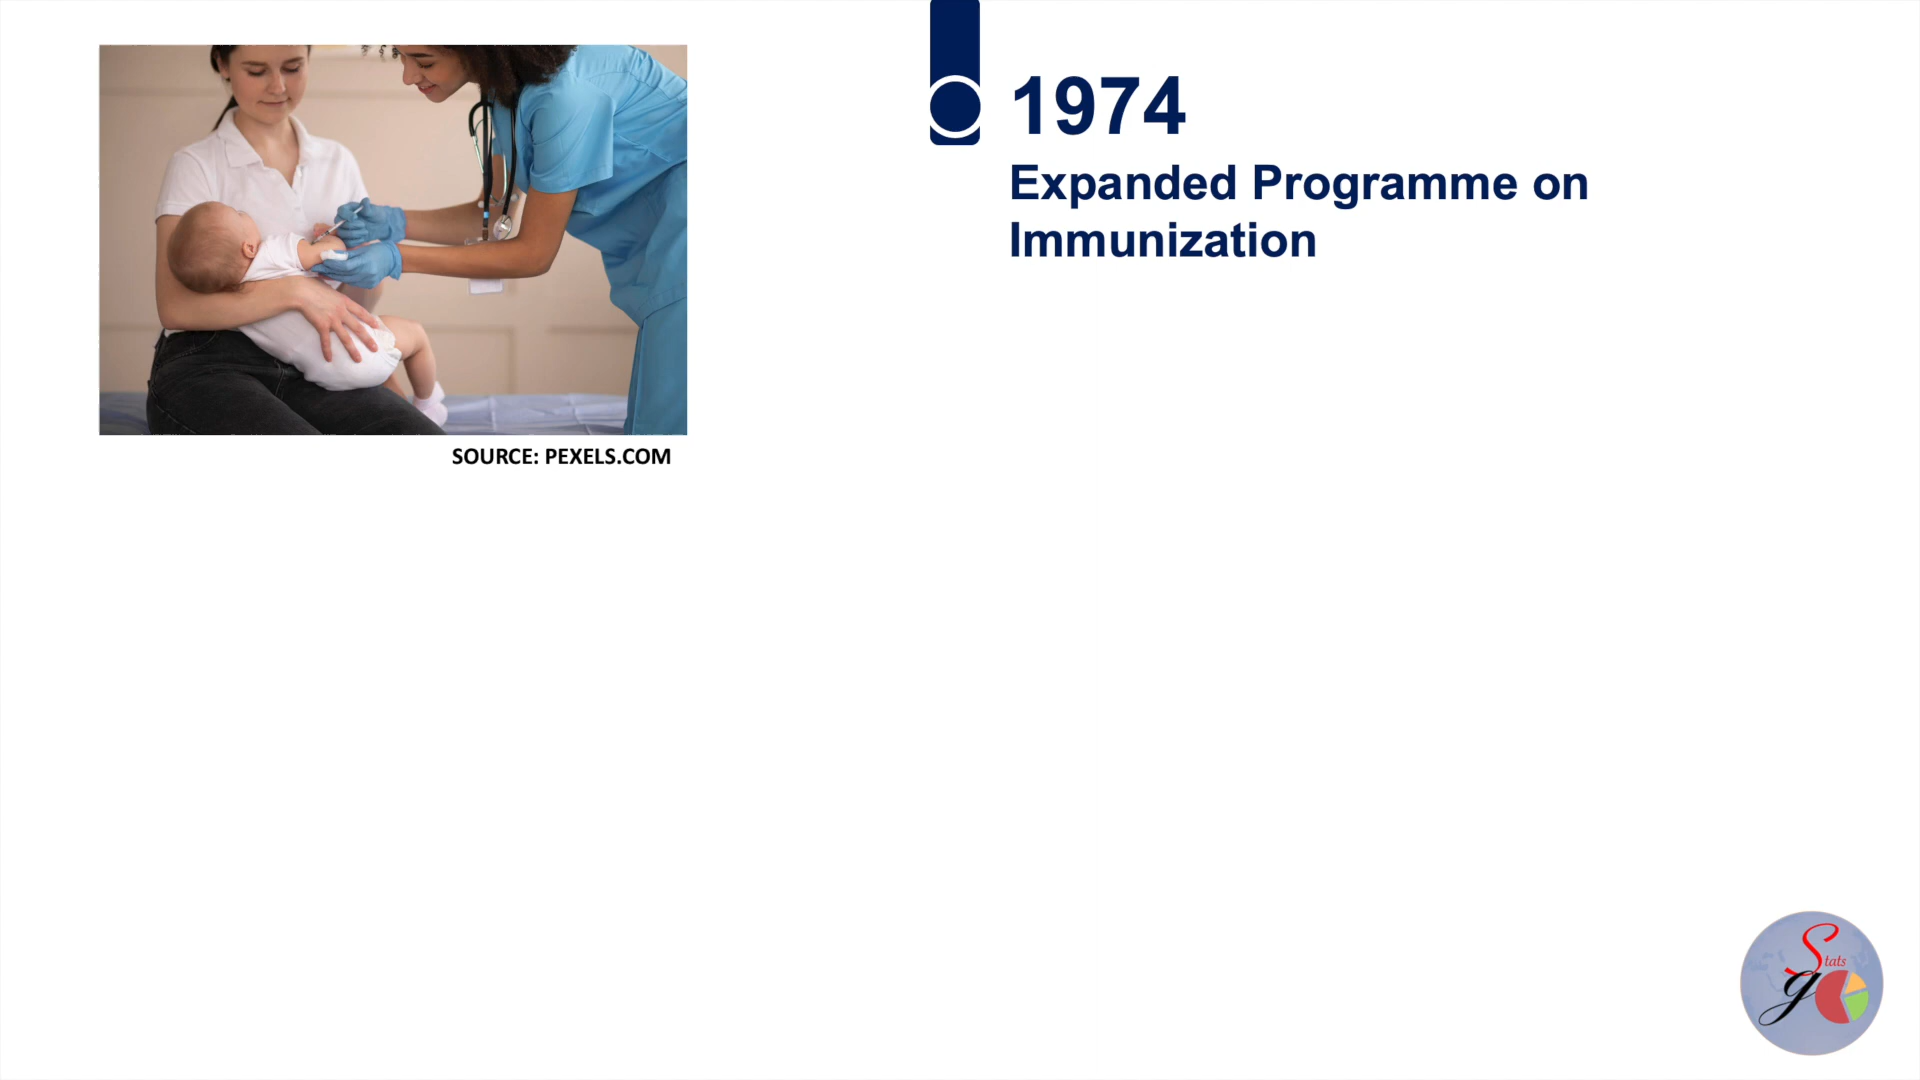 1974
Expanded Programme on
Immunization
SOURCE: PEXELS.COM
Stats
g